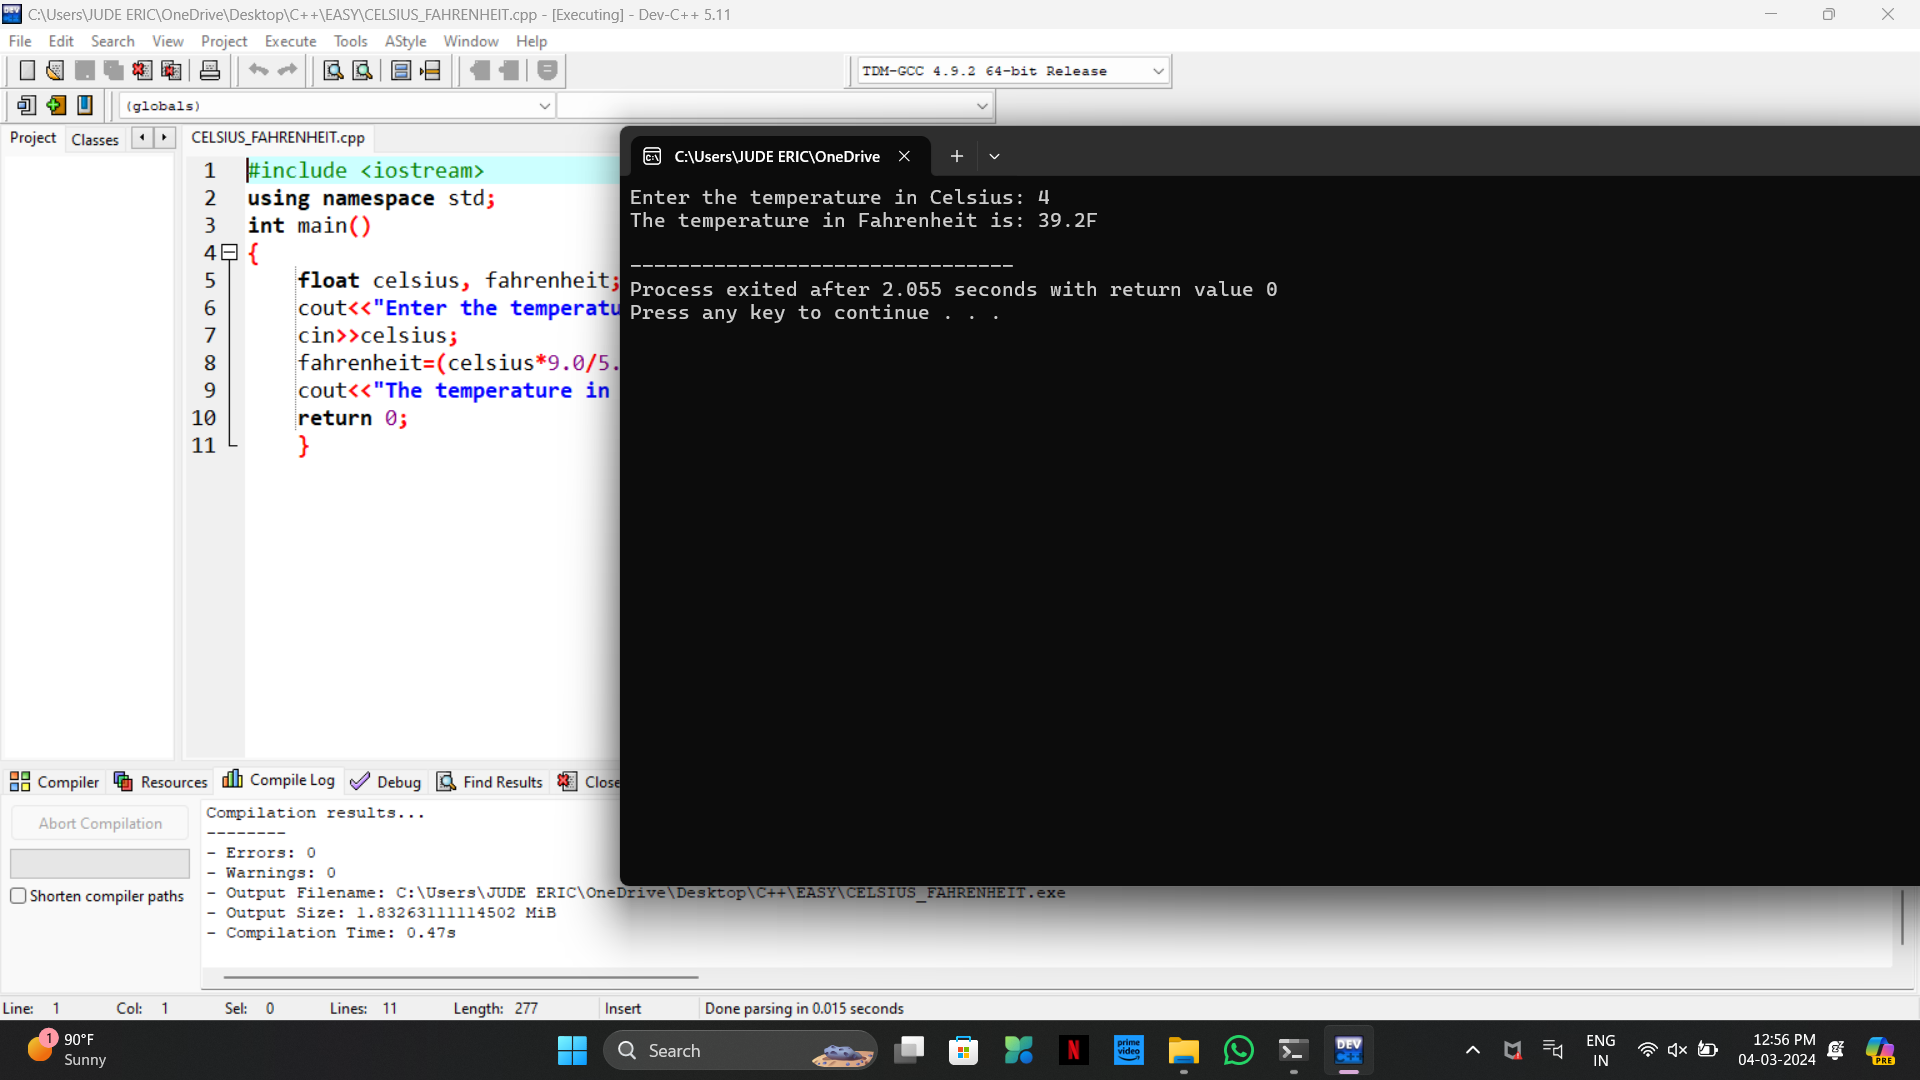 C:\Users\JUDE ERIC\OneDrive\Desktop\C++\EASY\CELSIUS_FAHRENHEIT.cpp - [Executing] - Dev-C++ 5.11
File Edit Search View Project Execute Tools AStyle Window Help
TDM-GCC 4.9.2 64-bit Release
(globals)
Project Classes CELSIUS_FAHRENHEIT.cpp
1 #include <iostream>
2 using namespace std;
3 int main()
4 {
5 float celsius, fahrenheit;
6 cout<<"Enter the temperatu
7 cin>>celsius;
8 fahrenheit=(celsius*9.0/5.
9 cout<<"The temperature in
10 return 0;
11 }
C:\Users\JUDE ERIC\OneDrive
Enter the temperature in Celsius: 4
The temperature in Fahrenheit is: 39.2F
--------------------------------
Process exited after 2.055 seconds with return value 0
Press any key to continue . . .
Compiler Resources Compile Log Debug Find Results Close
Abort Compilation
Shorten compiler paths
Compilation results...
--------
- Errors: 0
- Warnings: 0
- Output Filename: C:\Users\JUDE ERIC\OneDrive\Desktop\C++\EASY\CELSIUS_FAHRENHEIT.exe
- Output Size: 1.83263111114502 MiB
- Compilation Time: 0.47s
Line: 1 Col: 1 Sel: 0 Lines: 11 Length: 277 Insert Done parsing in 0.015 seconds
1
90°F
Sunny
Search
prime video
N
DEV C++
ENG
IN
12:56 PM
04-03-2024
PRE